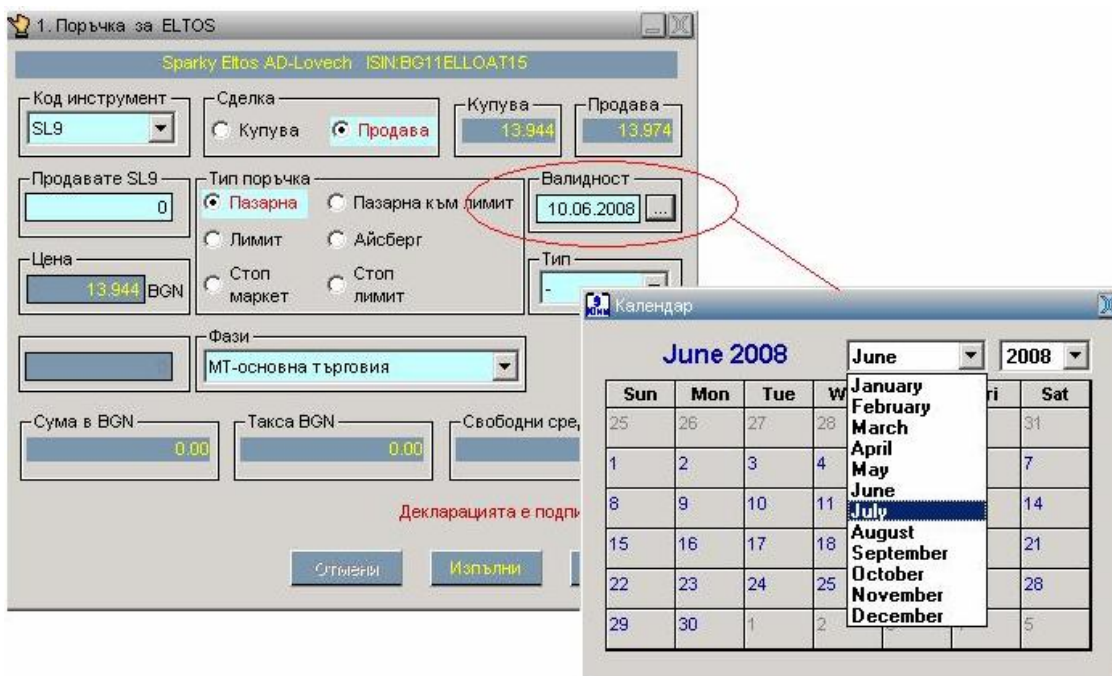 1. Поръчка за ELTOS
Sparky Eltos AD-Lovech ISIN:BG11ELLOAT15
Код инструмент
SL9
Сделка
Купува
Продава
Купува
13.944
Продава
13.974
Продавате SL9
0
Тип поръчка
Пазарна
Пазарна към лимит
Лимит
Айсберг
Стоп маркет
Стоп лимит
Валидност
10.06.2008 ...
Цена
13.944 BGN
Тип
-
Фази
МТ-основна търговия
Сума в BGN
0.00
Такса BGN
0.00
Свободни сред
Декларацията е подпи
Отмени
Изпълни
Календар
June 2008
June
2008
Sun Mon Tue W ri Sat
25 26 27 28 31
1 2 3 4 7
8 9 10 11 14
15 16 17 18 21
22 23 24 25 28
29 30 1 2 5
January
February
March
April
May
June
July
August
September
October
November
December